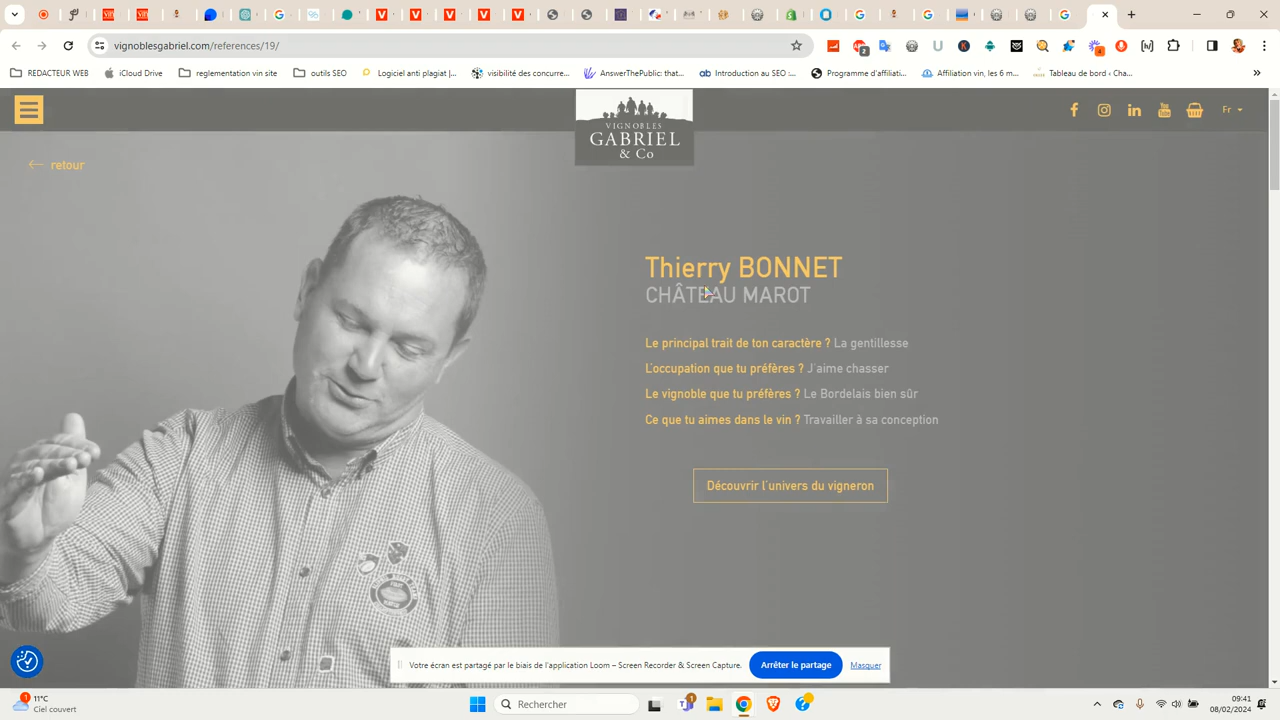 vignoblesgabriel.com/references/19/
2
4
REDACTEUR WEB
iCloud Drive
reglementation vin site
outils SEO
Logiciel anti plagiat |...
visibilité des concurre...
AnswerThePublic: that...
Introduction au SEO :...
Programme d'affiliati...
Affiliation vin, les 6 m...
Tableau de bord ‹ Cha...
VIGNOBLES
GABRIEL
& Co
Fr
retour
Thierry BONNET
CHÂTEAU MAROT
Le principal trait de ton caractère ? La gentillesse
L'occupation que tu préfères ? J'aime chasser
Le vignoble que tu préfères ? Le Bordelais bien sûr
Ce que tu aimes dans le vin ? Travailler à sa conception
Découvrir l'univers du vigneron
Votre écran est partagé par le biais de l'application Loom – Screen Recorder & Screen Capture.
Arrêter le partage
Masquer
1
11°C
Ciel couvert
Rechercher
1
09:41
08/02/2024